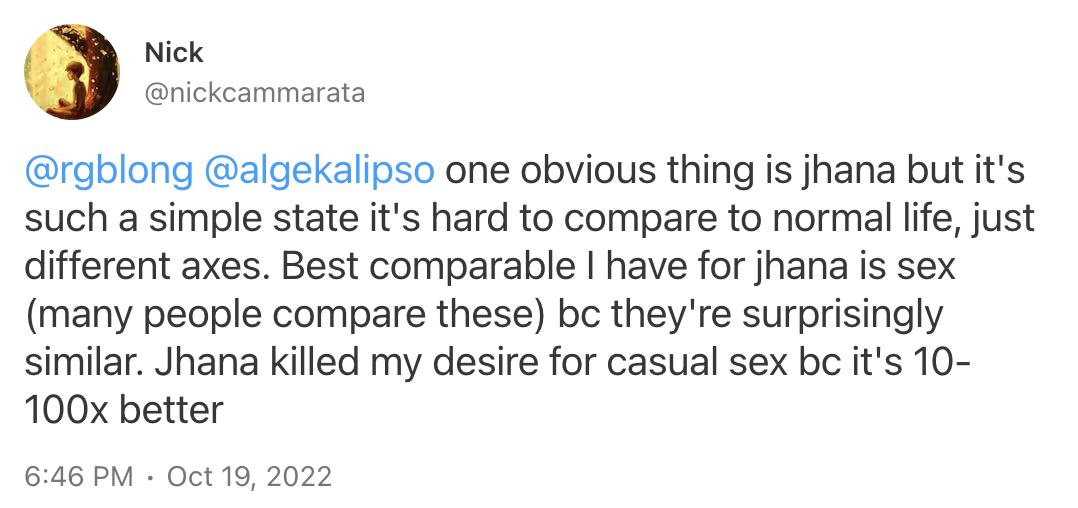 Nick
@nickcammarata
@rgblong @algekalipso one obvious thing is jhana but it's
such a simple state it's hard to compare to normal life, just
different axes. Best comparable I have for jhana is sex
(many people compare these) bc they're surprisingly
similar. Jhana killed my desire for casual sex bc it's 10-
100x better
6:46 PM · Oct 19, 2022